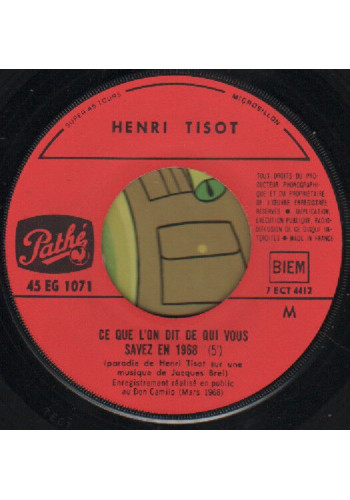 SUPER 45 TOURS
MICROSILLON
HENRI TISOT
TOUS DROITS DU PRO-
DUCTEUR PHONOGRAPHI-
QUE ET DU PROPRIETAIRE
DE L'ŒUVRE ENREGISTREE
RESERVES ● DUPLICATION,
EXECUTION PUBLIQUE, RADIO-
DIFFUSION DE CE DISQUE IN-
TERDITES ● MADE IN FRANCE
Pathé
45 EG 1071
BIEM
7 ECT 4413
M
CE QUE L'ON DIT DE QUI VOUS
SAVEZ EN 1968 (5')
(parodie de Henri Tisot sur une
musique de Jacques Brel)
Enregistrement réalisé en public
au Don Camilo (Mars 1968)